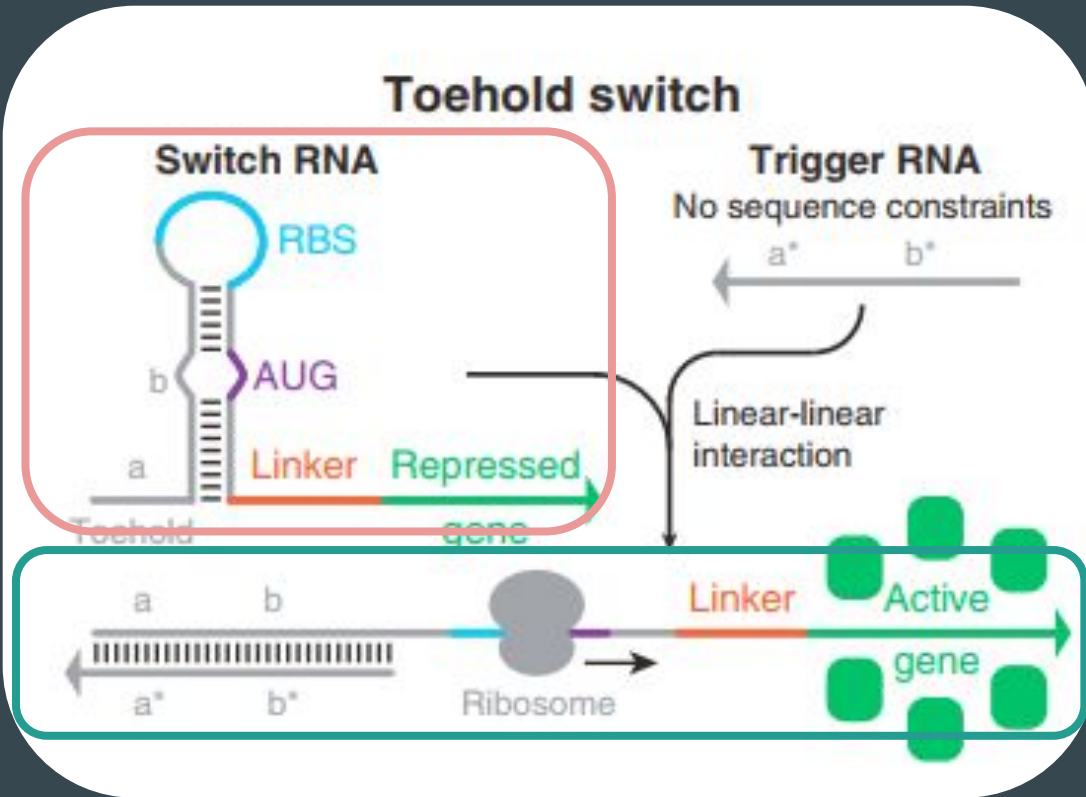 Toehold switch
Switch RNA
RBS
b
AUG
a
Linker
Repressed
Toehold
gene
Trigger RNA
No sequence constraints
a* b*
Linear-linear
interaction
a b
Linker
Active
gene
a* b*
Ribosome